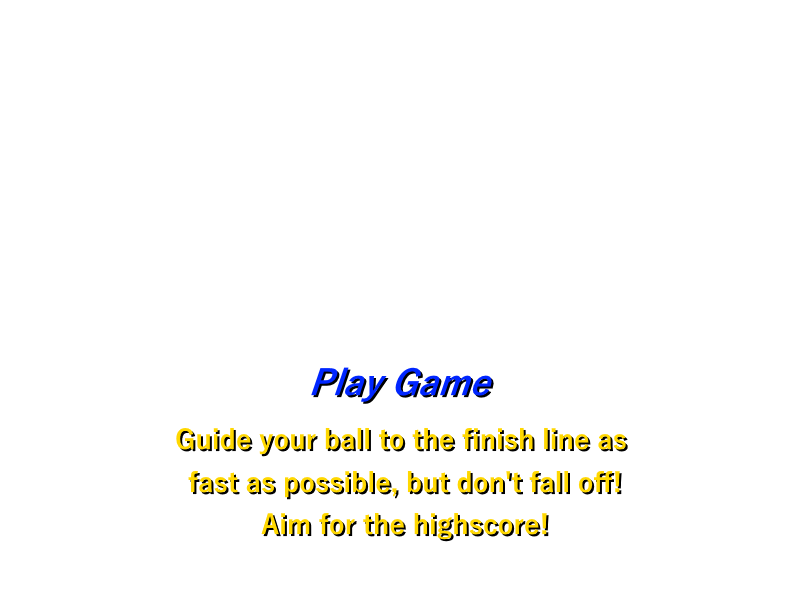 Play Game
Guide your ball to the finish line as
fast as possible, but don't fall off!
Aim for the highscore!